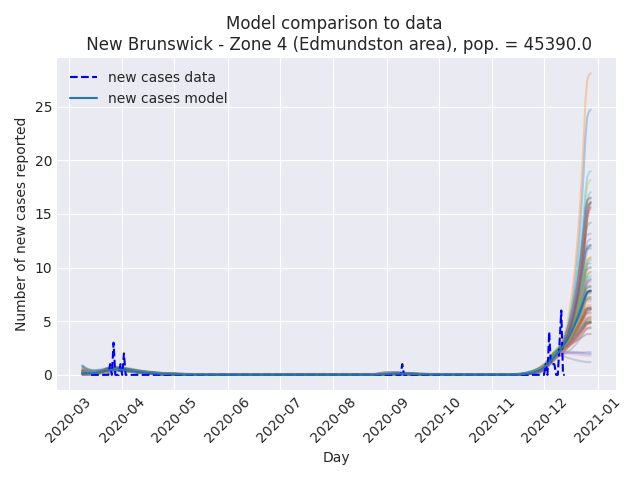 Model comparison to data
New Brunswick - Zone 4 (Edmundston area), pop. = 45390.0
new cases data
new cases model
Number of new cases reported
25
20
15
10
5
0
2020-03
2020-04
2020-05
2020-06
2020-07
2020-08
2020-09
2020-10
2020-11
2020-12
2021-01
Day